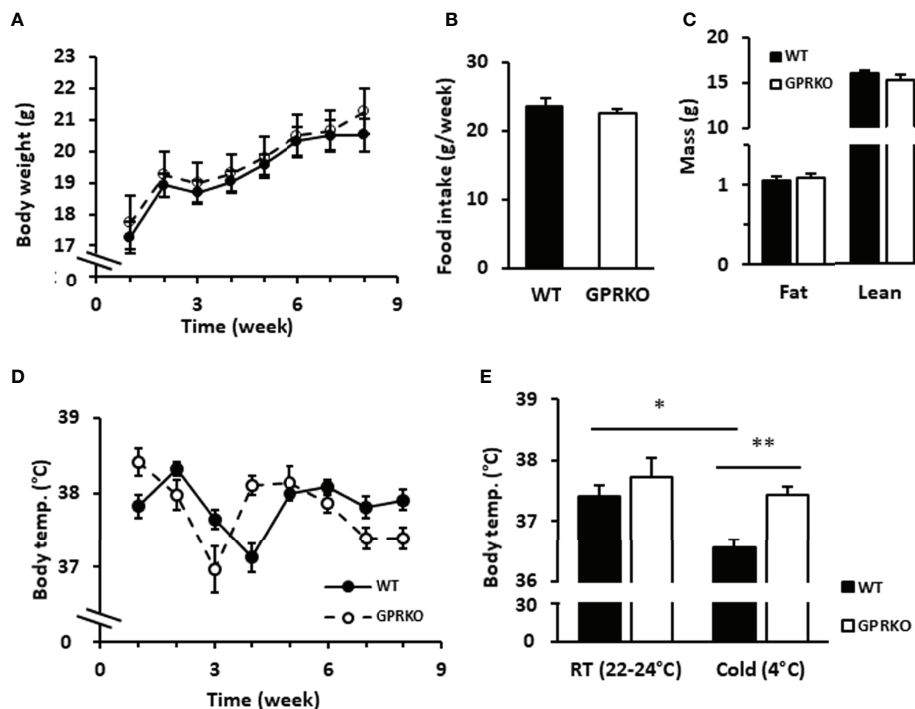 A
Body weight (g)
23
22
21
20
19
18
17
0
0
3
6
9
Time (week)
B
Food intake (g/week)
30
20
10
0
WT
GPRKO
C
Mass (g)
20
15
10
1
0
WT
GPRKO
Fat
Lean
D
Body temp. (°C)
39
38
37
0
0
3
6
9
Time (week)
WT
GPRKO
E
Body temp. (°C)
39
38
37
36
30
0
*
**
RT (22-24°C)
Cold (4°C)
WT
GPRKO